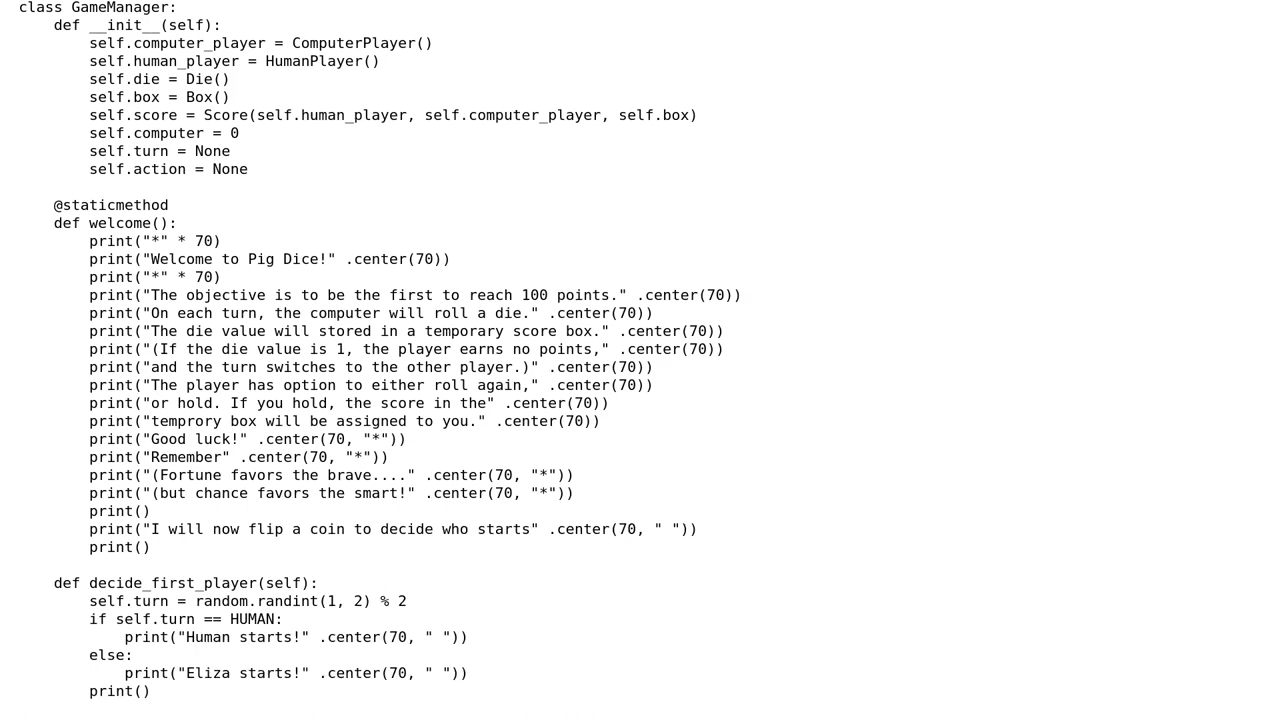 class GameManager:
    def __init__(self):
        self.computer_player = ComputerPlayer()
        self.human_player = HumanPlayer()
        self.die = Die()
        self.box = Box()
        self.score = Score(self.human_player, self.computer_player, self.box)
        self.computer = 0
        self.turn = None
        self.action = None

    @staticmethod
    def welcome():
        print("*" * 70)
        print("Welcome to Pig Dice!" .center(70))
        print("*" * 70)
        print("The objective is to be the first to reach 100 points." .center(70))
        print("On each turn, the computer will roll a die." .center(70))
        print("The die value will stored in a temporary score box." .center(70))
        print("(If the die value is 1, the player earns no points," .center(70))
        print("and the turn switches to the other player.)" .center(70))
        print("The player has option to either roll again," .center(70))
        print("or hold. If you hold, the score in the" .center(70))
        print("temprory box will be assigned to you." .center(70))
        print("Good luck!" .center(70, "*"))
        print("Remember" .center(70, "*"))
        print("(Fortune favors the brave...." .center(70, "*"))
        print("(but chance favors the smart!" .center(70, "*"))
        print()
        print("I will now flip a coin to decide who starts" .center(70, " "))
        print()

    def decide_first_player(self):
        self.turn = random.randint(1, 2) % 2
        if self.turn == HUMAN:
            print("Human starts!" .center(70, " "))
        else:
            print("Eliza starts!" .center(70, " "))
        print()